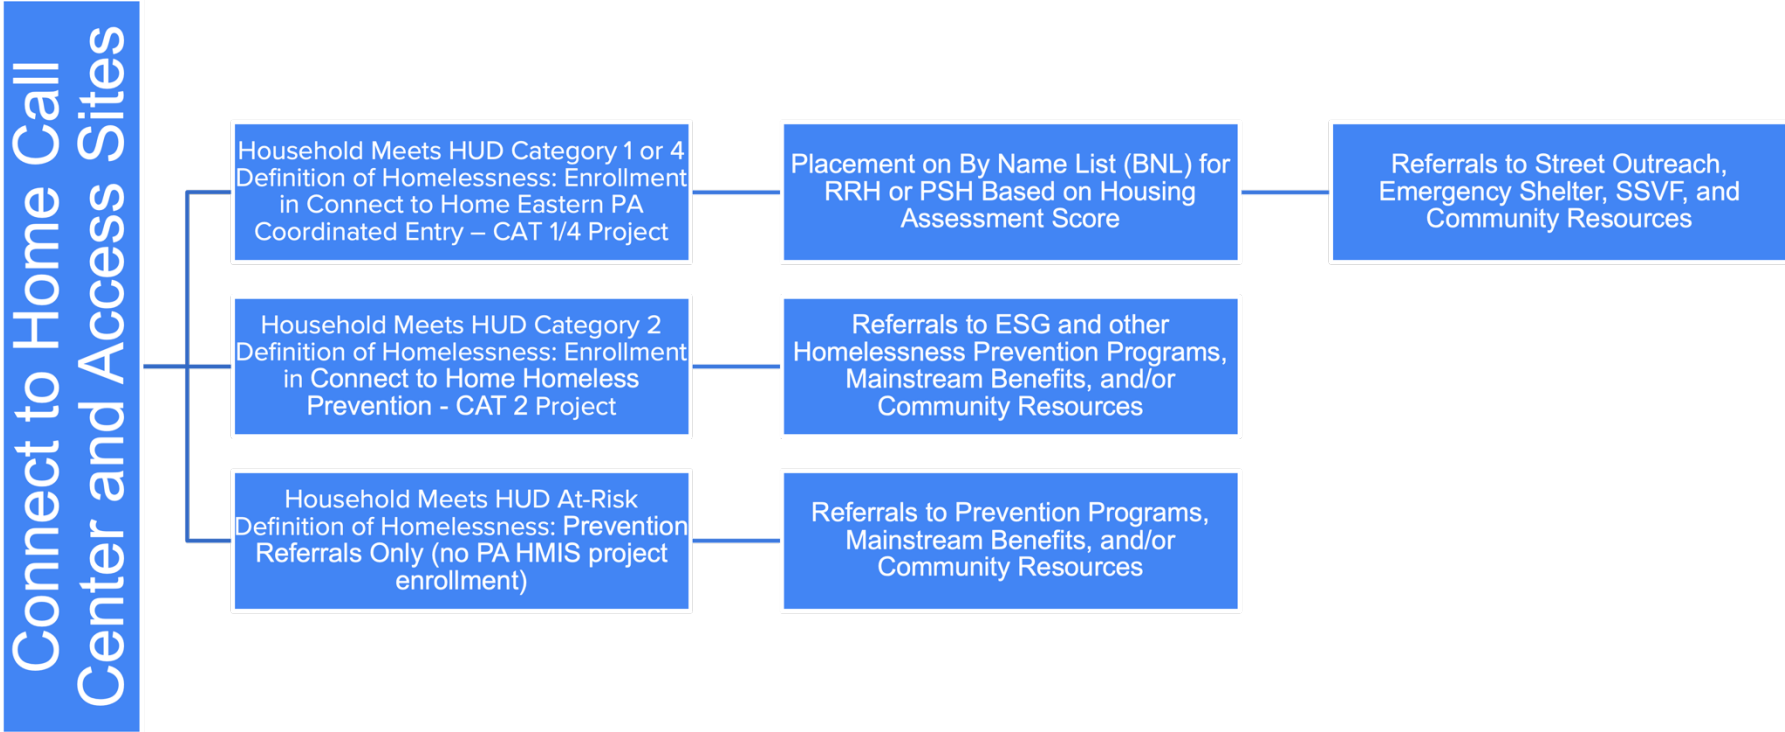 Connect to Home Call
Center and Access Sites
Household Meets HUD Category 1 or 4
Definition of Homelessness: Enrollment
in Connect to Home Eastern PA
Coordinated Entry – CAT 1/4 Project
Placement on By Name List (BNL) for
RRH or PSH Based on Housing
Assessment Score
Referrals to Street Outreach,
Emergency Shelter, SSVF, and
Community Resources
Household Meets HUD Category 2
Definition of Homelessness: Enrollment
in Connect to Home Homeless
Prevention - CAT 2 Project
Referrals to ESG and other
Homelessness Prevention Programs,
Mainstream Benefits, and/or
Community Resources
Household Meets HUD At-Risk
Definition of Homelessness: Prevention
Referrals Only (no PA HMIS project
enrollment)
Referrals to Prevention Programs,
Mainstream Benefits, and/or
Community Resources